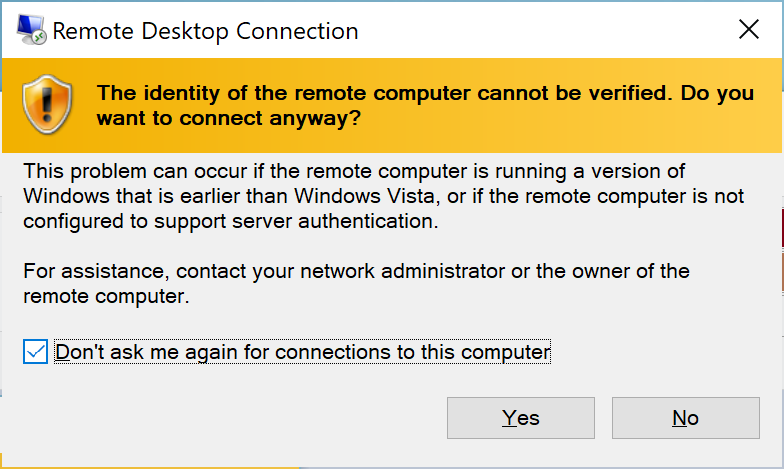 Remote Desktop Connection
The identity of the remote computer cannot be verified. Do you
want to connect anyway?
This problem can occur if the remote computer is running a version of
Windows that is earlier than Windows Vista, or if the remote computer is not
configured to support server authentication.
For assistance, contact your network administrator or the owner of the
remote computer.
Don't ask me again for connections to this computer
Yes No